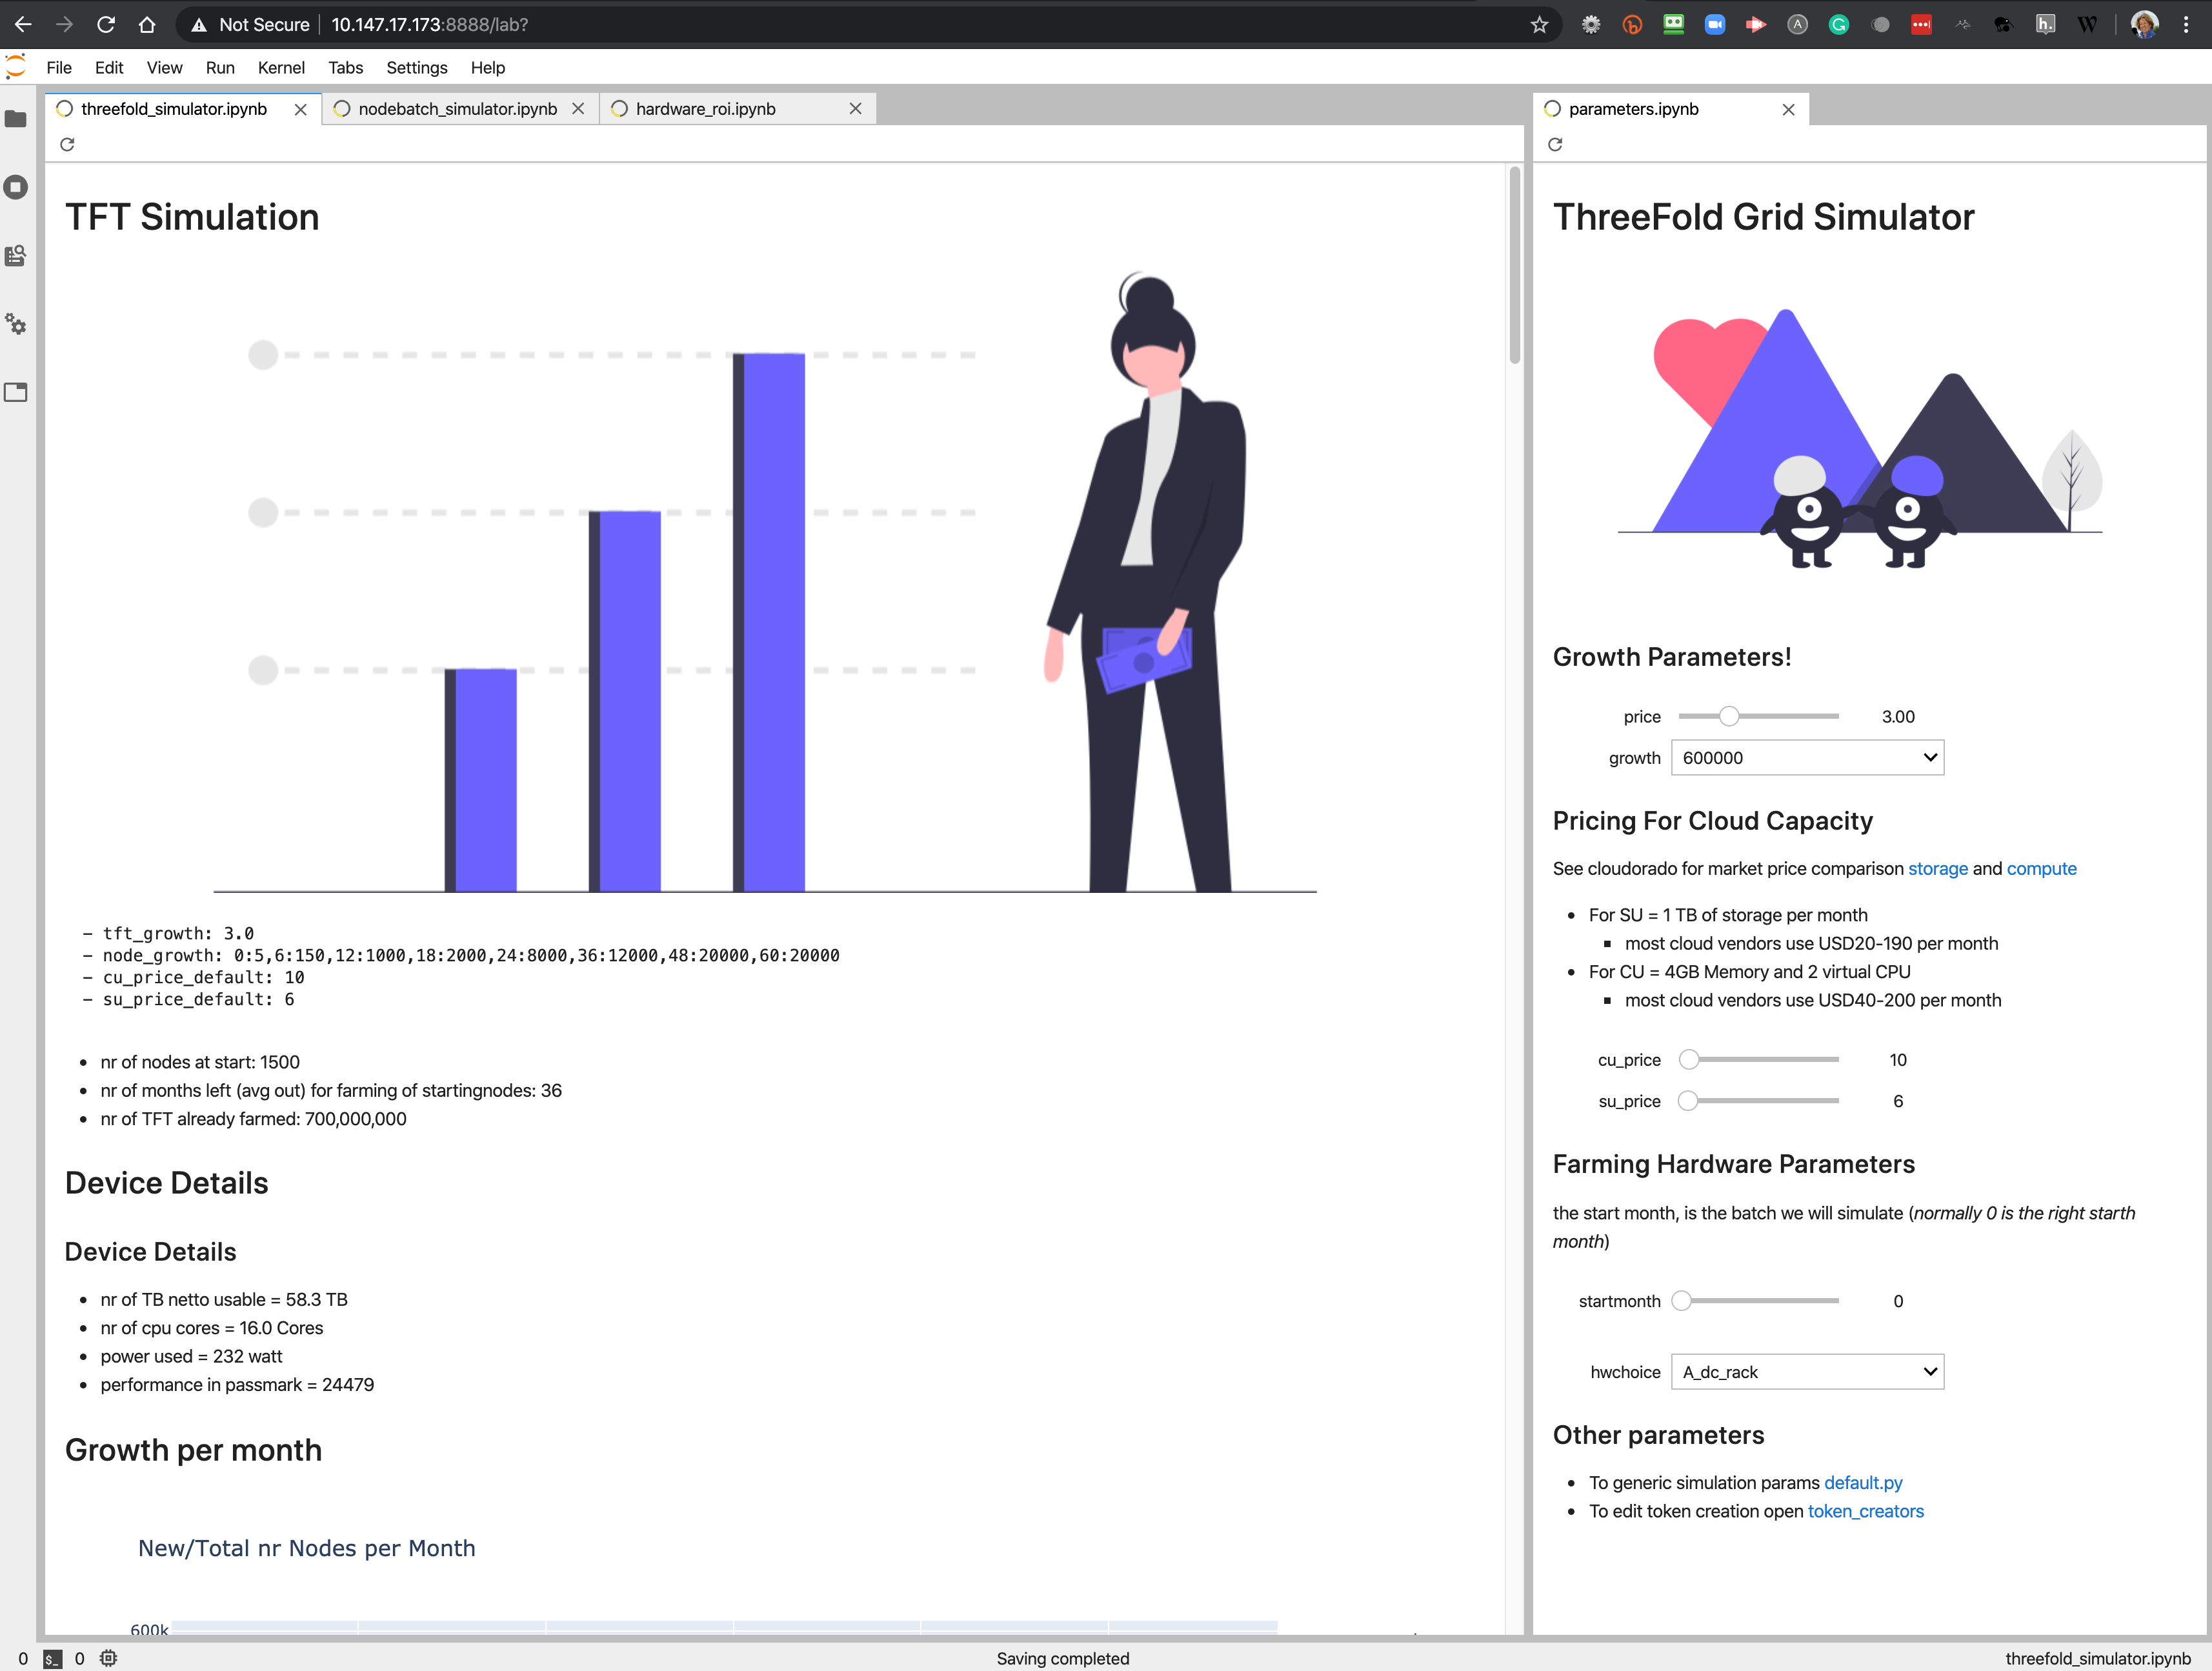 Not Secure 10.147.17.173:8888/lab?
File Edit View Run Kernel Tabs Settings Help
threefold_simulator.ipynb nodebatch_simulator.ipynb hardware_roi.ipynb
TFT Simulation
- tft_growth: 3.0
- node_growth: 0:5,6:150,12:1000,18:2000,24:8000,36:12000,48:20000,60:20000
- cu_price_default: 10
- su_price_default: 6
• nr of nodes at start: 1500
• nr of months left (avg out) for farming of startingnodes: 36
• nr of TFT already farmed: 700,000,000
Device Details
Device Details
• nr of TB netto usable = 58.3 TB
• nr of cpu cores = 16.0 Cores
• power used = 232 watt
• performance in passmark = 24479
Growth per month
New/Total nr Nodes per Month
600k
parameters.ipynb
ThreeFold Grid Simulator
Growth Parameters!
price 3.00
growth 600000
Pricing For Cloud Capacity
See cloudorado for market price comparison storage and compute
• For SU = 1 TB of storage per month
▪ most cloud vendors use USD20-190 per month
• For CU = 4GB Memory and 2 virtual CPU
▪ most cloud vendors use USD40-200 per month
cu_price 10
su_price 6
Farming Hardware Parameters
the start month, is the batch we will simulate (normally 0 is the right starth
month)
startmonth 0
hwchoice A_dc_rack
Other parameters
• To generic simulation params default.py
• To edit token creation open token_creators
0 $_ 0 Saving completed threefold_simulator.ipynb